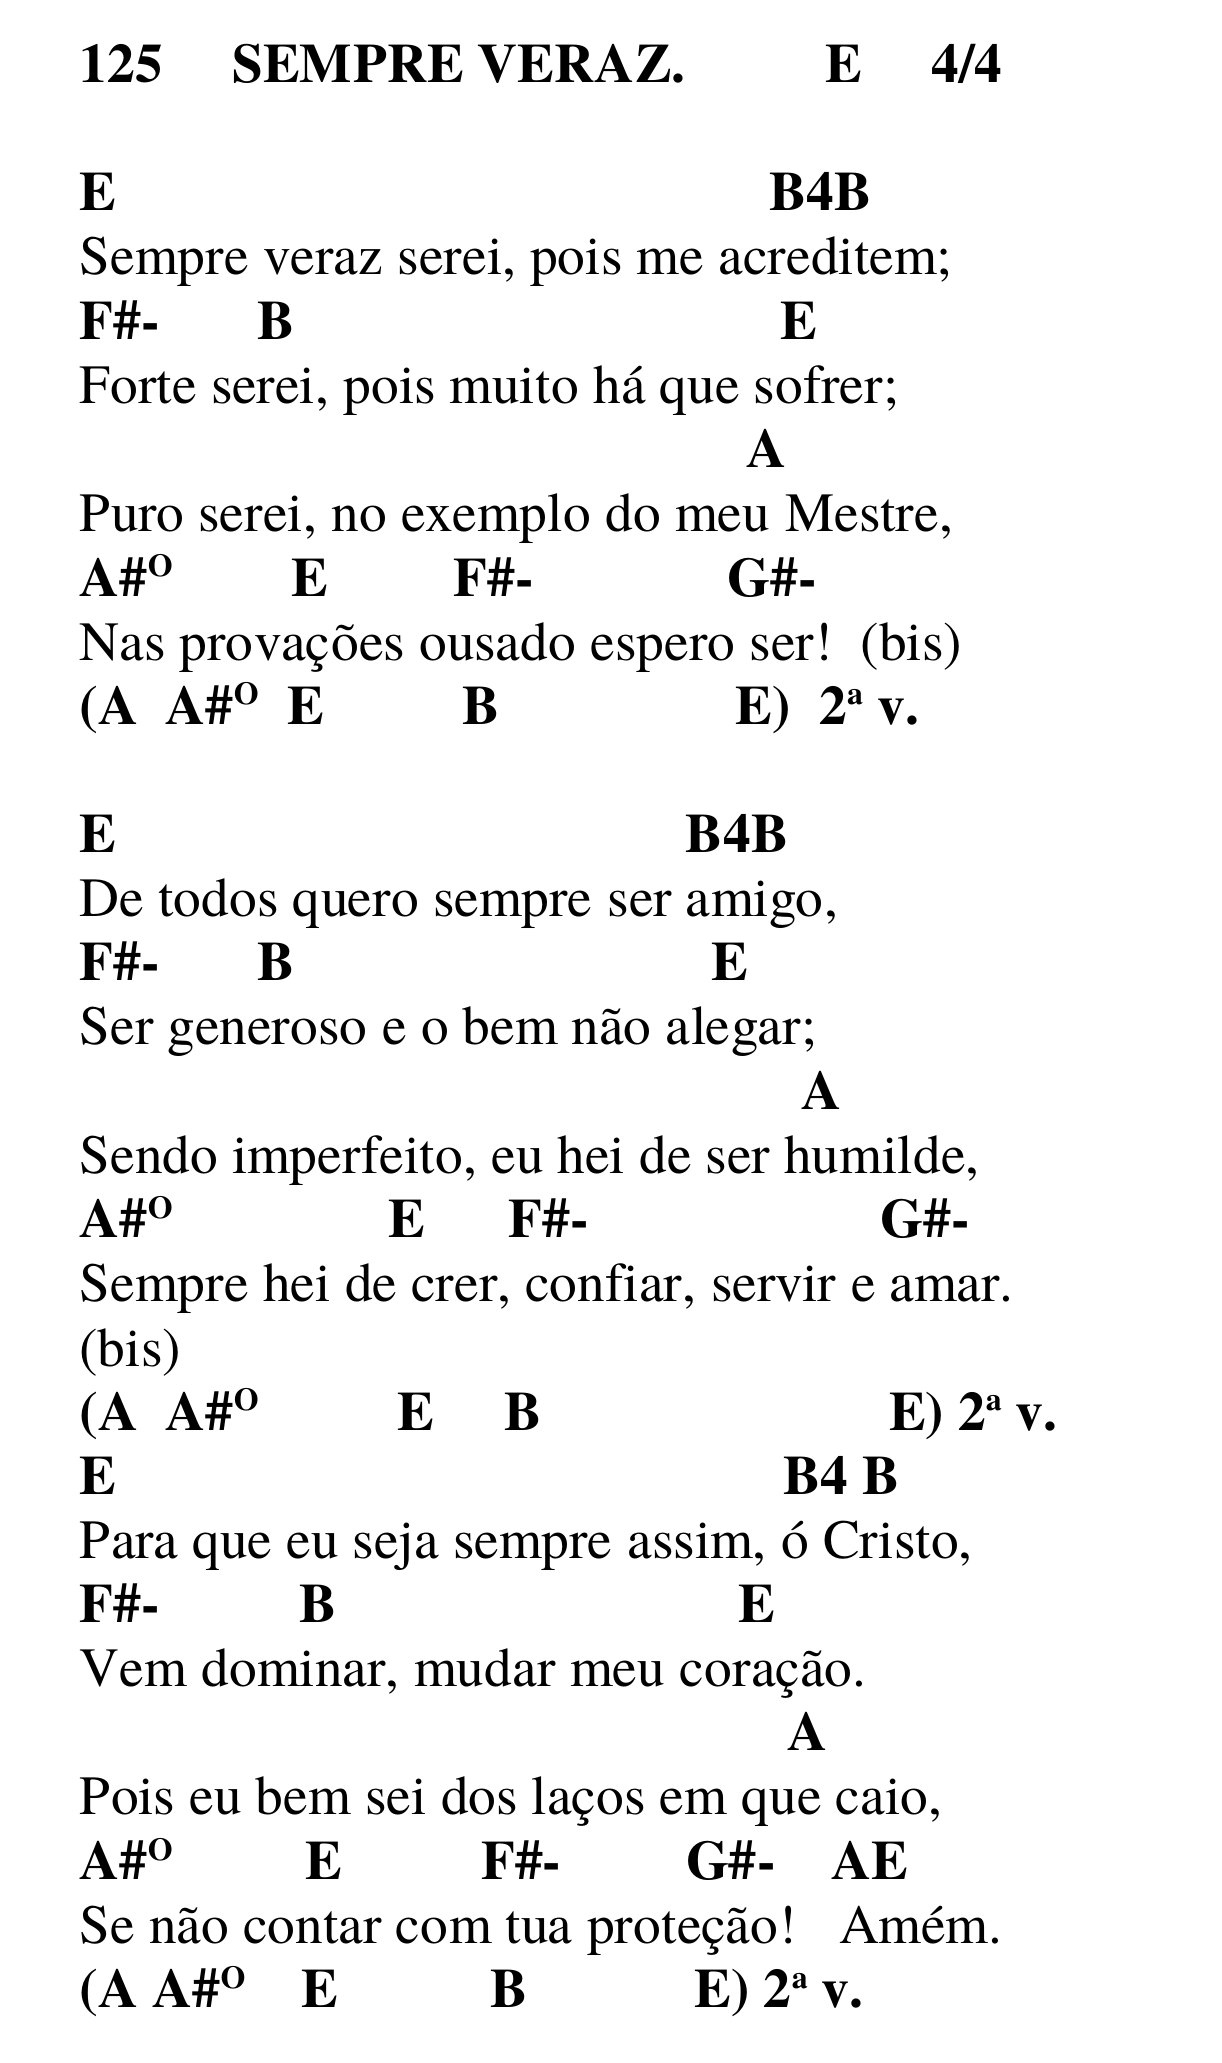 125 SEMPRE VERAZ. E 4/4
E B4B
Sempre veraz serei, pois me acreditem;
F#- B E
Forte serei, pois muito há que sofrer;
A
Puro serei, no exemplo do meu Mestre,
A#O E F#- G#-
Nas provações ousado espero ser! (bis)
(A A#O E B E) 2ª v.
E B4B
De todos quero sempre ser amigo,
F#- B E
Ser generoso e o bem não alegar;
A
Sendo imperfeito, eu hei de ser humilde,
A#O E F#- G#-
Sempre hei de crer, confiar, servir e amar.
(bis)
(A A#O E B E) 2ª v.
E B4 B
Para que eu seja sempre assim, ó Cristo,
F#- B E
Vem dominar, mudar meu coração.
A
Pois eu bem sei dos laços em que caio,
A#O E F#- G#- AE
Se não contar com tua proteção! Amém.
(A A#O E B E) 2ª v.